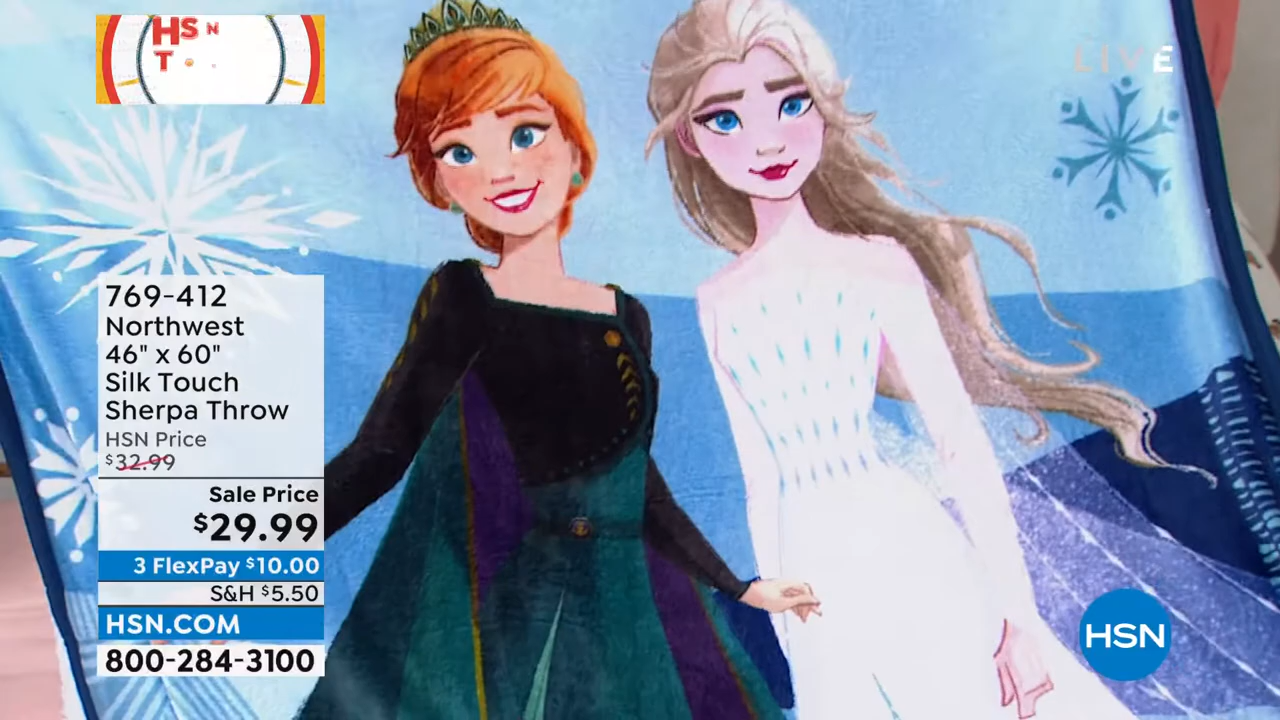 HSN
T
LIVE
769-412
Northwest
46" x 60"
Silk Touch
Sherpa Throw
HSN Price
$32.99
Sale Price
$29.99
3 FlexPay $10.00
S&H $5.50
HSN.COM
800-284-3100
HSN